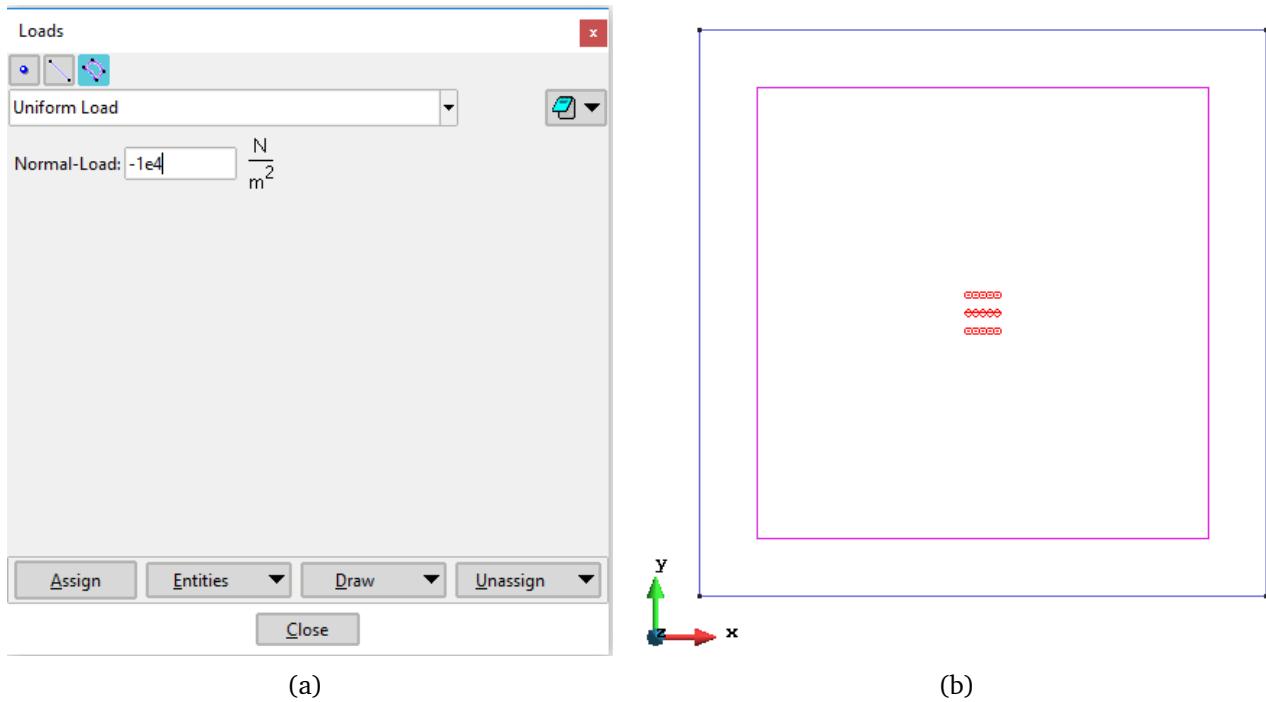 Loads
x
Uniform Load
Normal-Load: -1e4 N/m²
Assign Entities Draw Unassign
Close
y
z x
(a) (b)